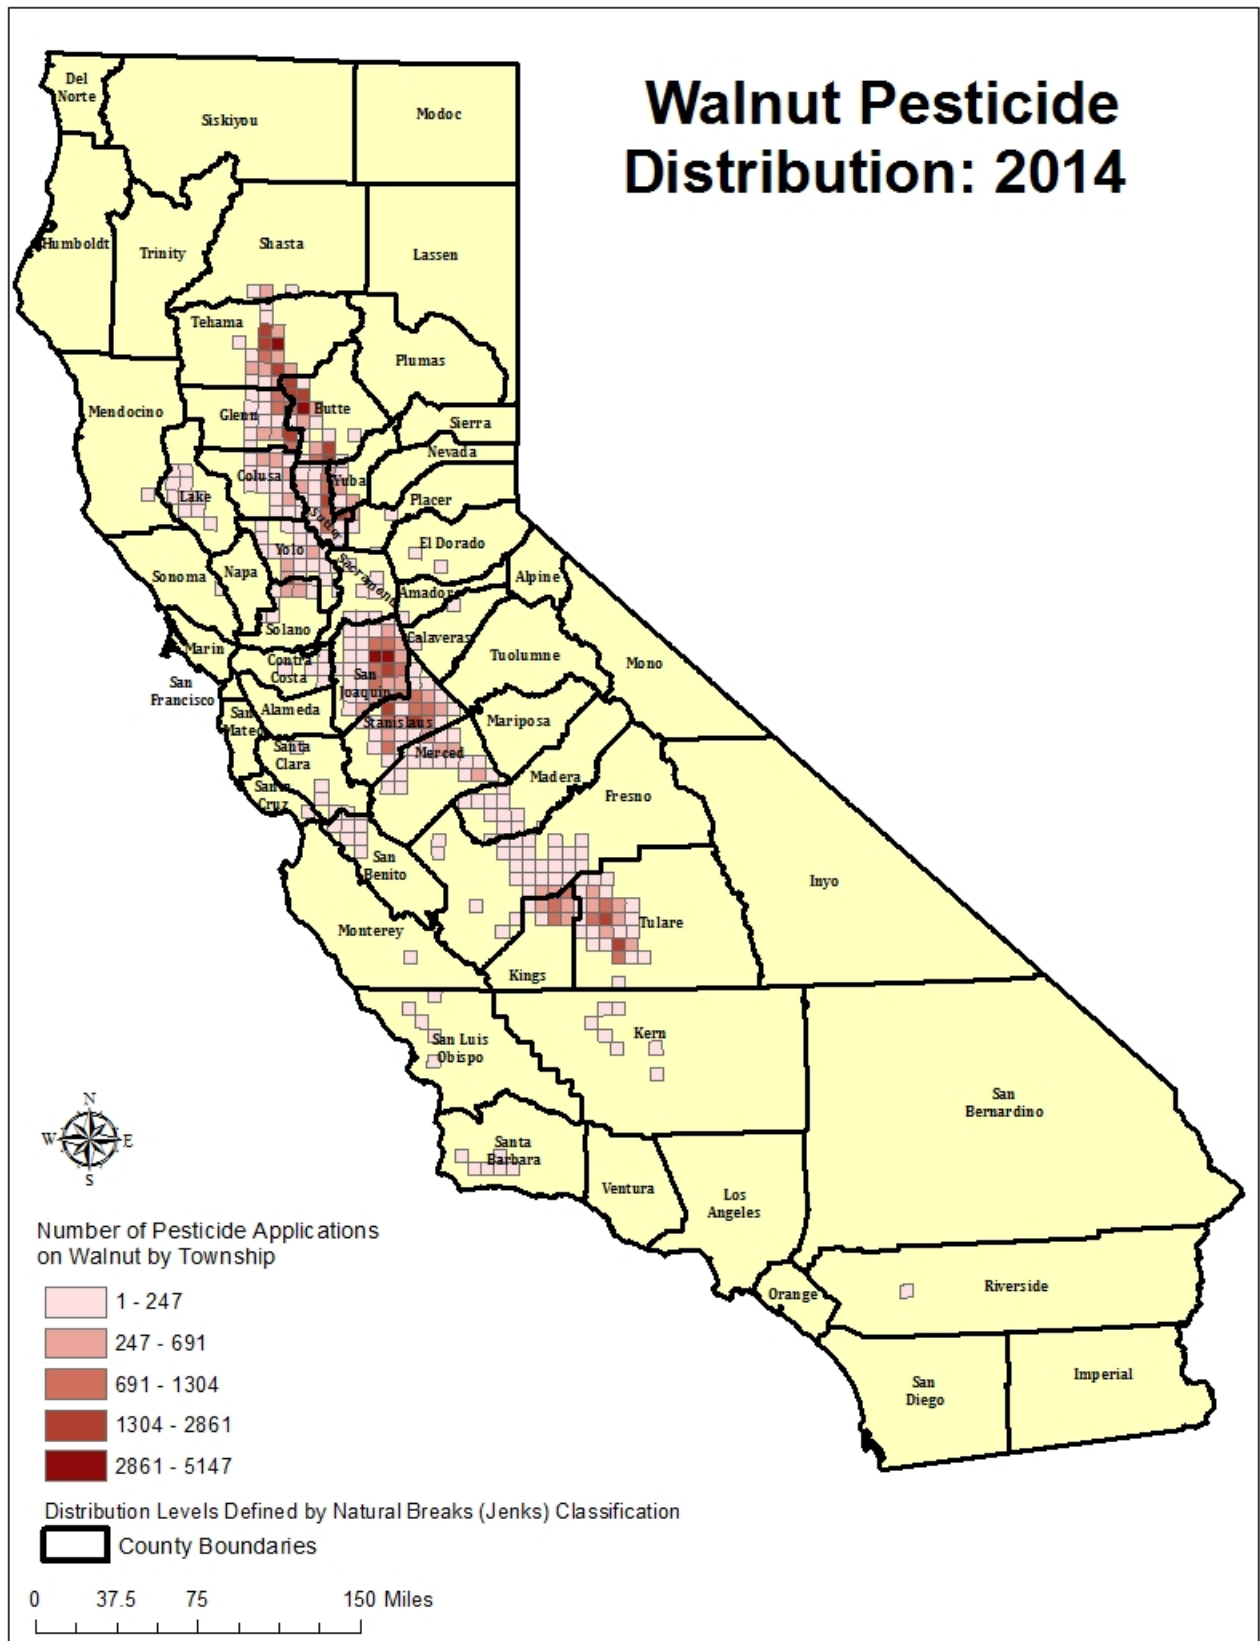 Walnut Pesticide
Distribution: 2014
Del
Norte
Siskiyou
Modoc
Humboldt
Trinity
Shasta
Lassen
Tehama
Plumas
Mendocino
Glenn
Butte
Sierra
Nevada
Colusa
Yuba
Lake
Placer
Sutter
El Dorado
Yolo
Sonoma
Napa
Sacramento
Alpine
Amador
Solano
Calaveras
Marin
Contra
Costa
Tuolumne
Mono
San
Francisco
San
Joaquin
Alameda
San
Mateo
Stanislaus
Mariposa
Santa
Clara
Merced
Madera
Santa
Cruz
Fresno
San
Benito
Inyo
Monterey
Tulare
Kings
San Luis
Obispo
Kern
San
Bernardino
Santa
Barbara
Ventura
Los
Angeles
Orange
Riverside
San
Diego
Imperial
N
W E
S
Number of Pesticide Applications
on Walnut by Township
1 - 247
247 - 691
691 - 1304
1304 - 2861
2861 - 5147
Distribution Levels Defined by Natural Breaks (Jenks) Classification
County Boundaries
0 37.5 75 150 Miles